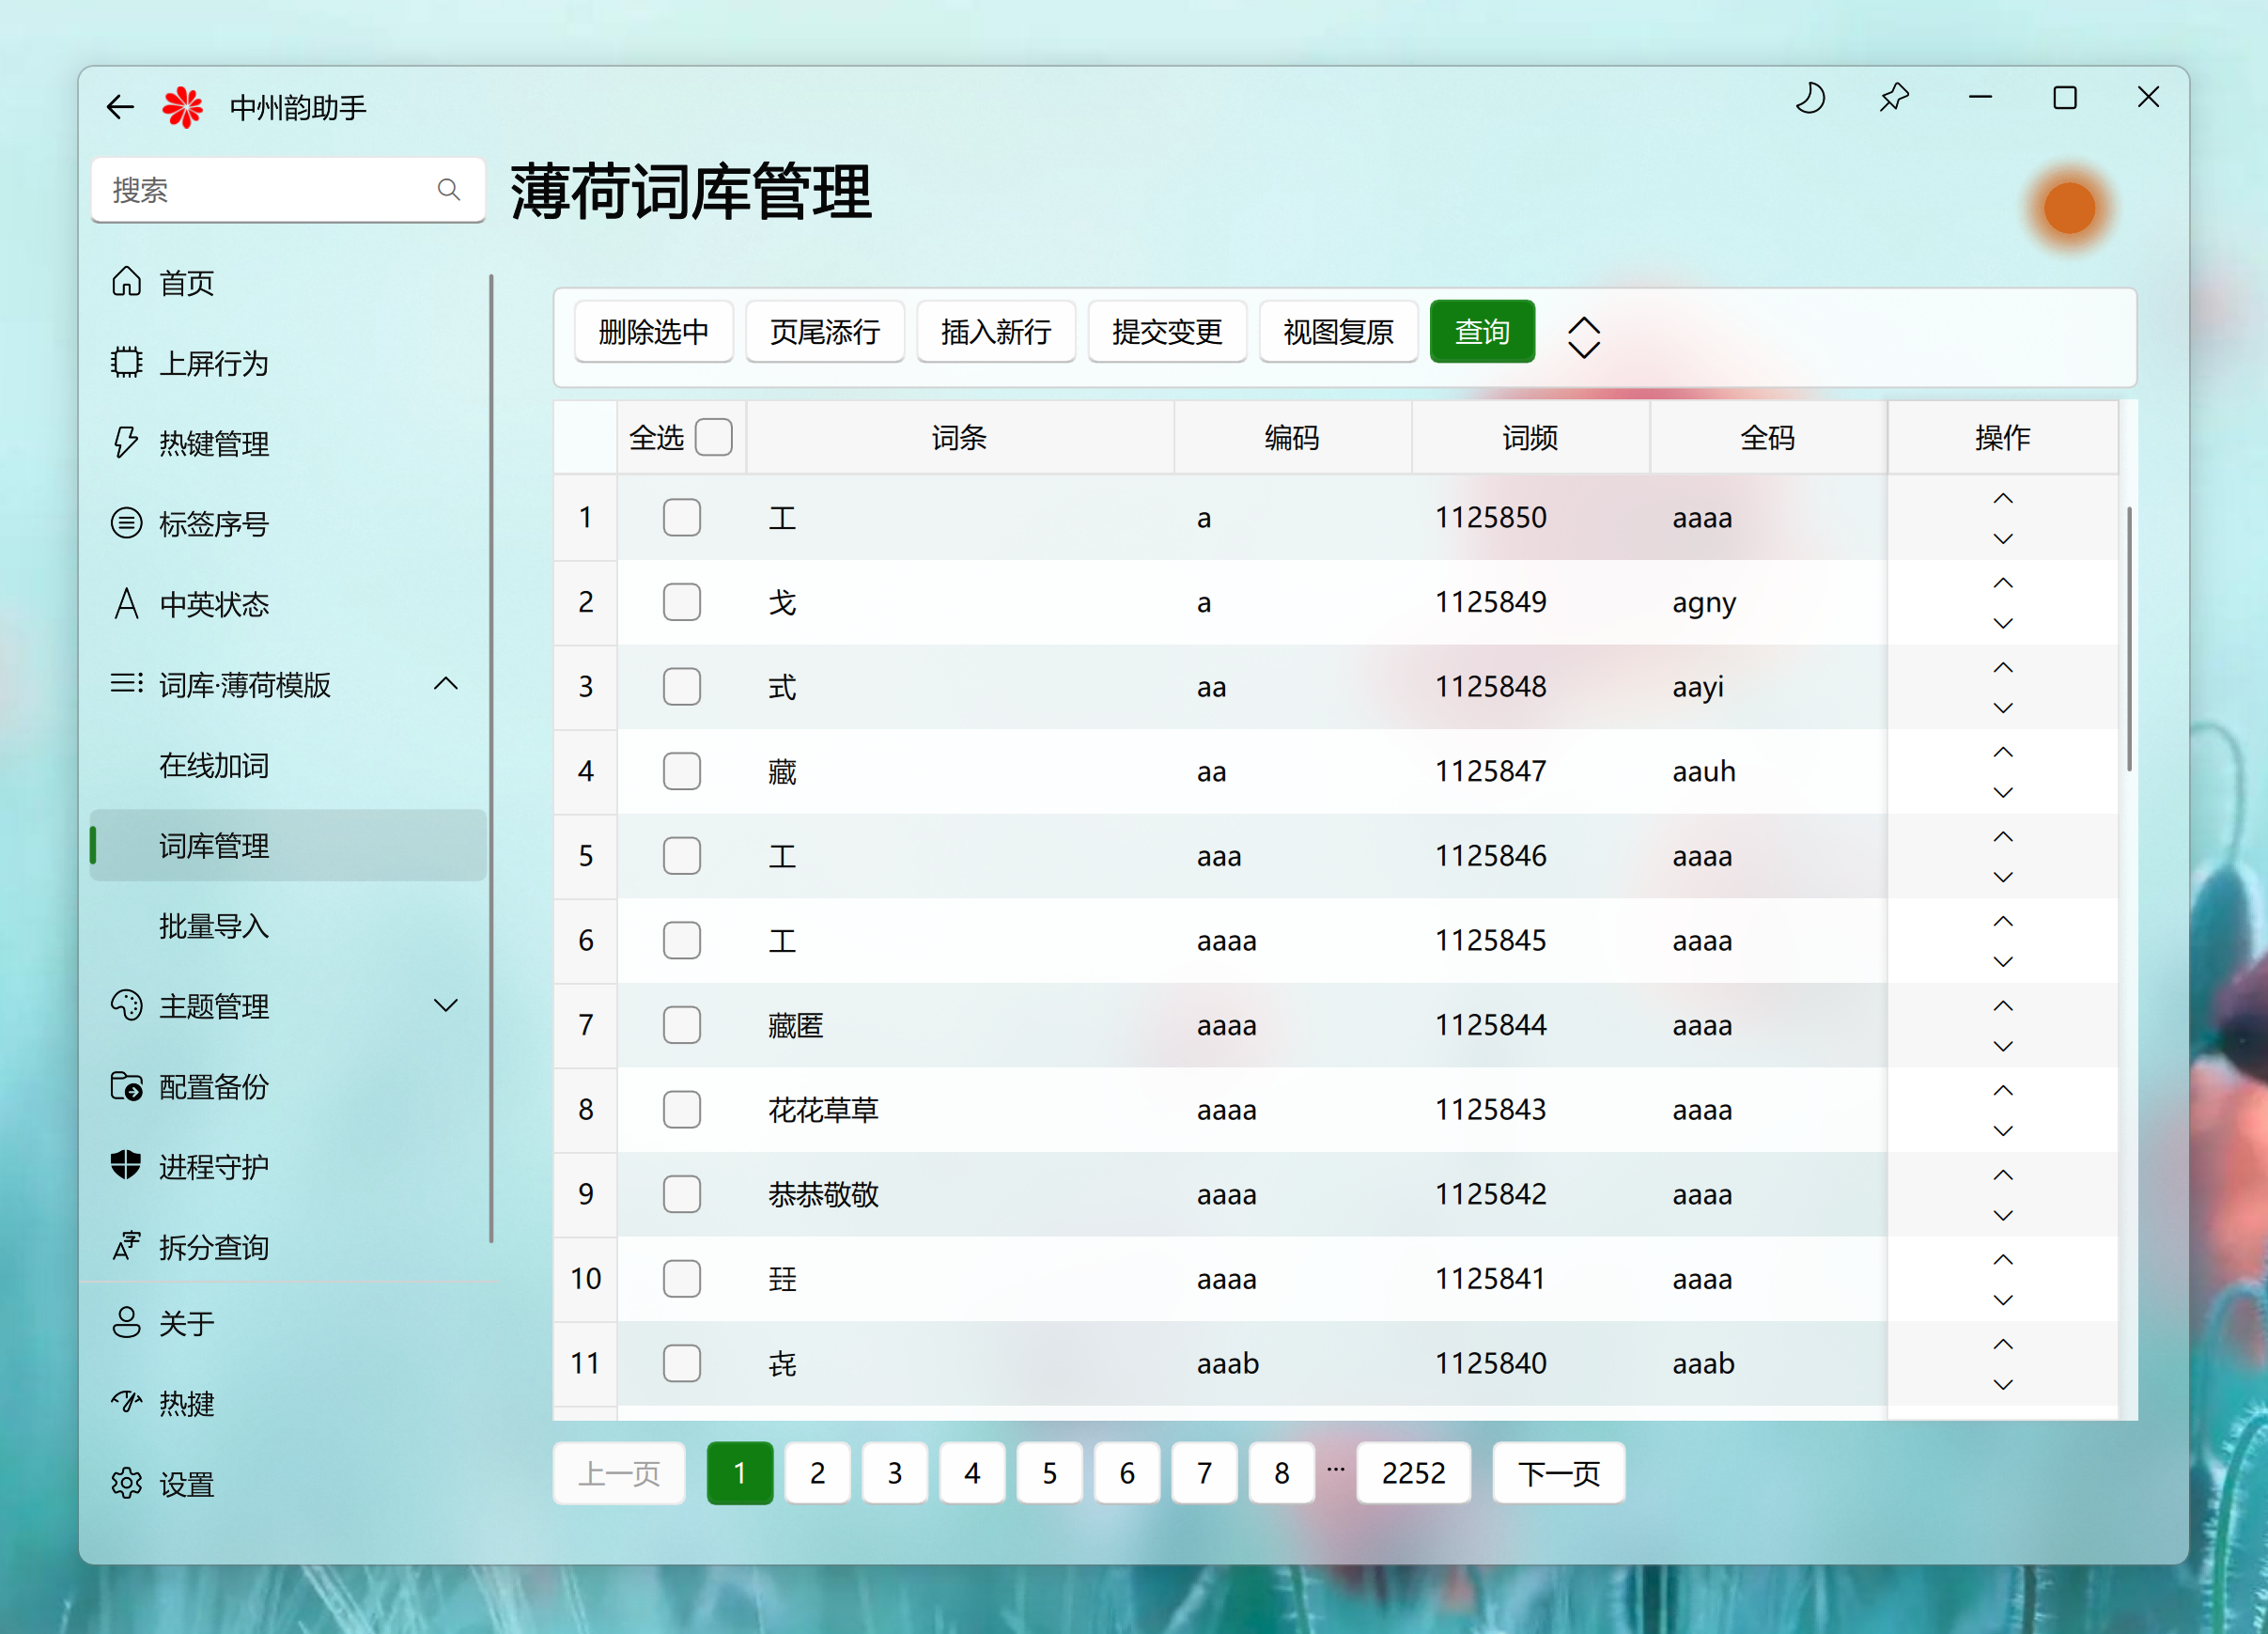 中州韵助手
搜索
薄荷词库管理
首页
上屏行为
热键管理
标签序号
中英状态
词库·薄荷模版
在线加词
词库管理
批量导入
主题管理
配置备份
进程守护
拆分查询
关于
热揵
设置
删除选中 页尾添行 插入新行 提交变更 视图复原 查询
全选 词条 编码 词频 全码 操作
1 工 a 1125850 aaaa
2 戈 a 1125849 agny
3 式 aa 1125848 aayi
4 藏 aa 1125847 aauh
5 工 aaa 1125846 aaaa
6 工 aaaa 1125845 aaaa
7 藏匿 aaaa 1125844 aaaa
8 花花草草 aaaa 1125843 aaaa
9 恭恭敬敬 aaaa 1125842 aaaa
10 㠭 aaaa 1125841 aaaa
11 㐂 aaab 1125840 aaab
上一页 1 2 3 4 5 6 7 8 ... 2252 下一页